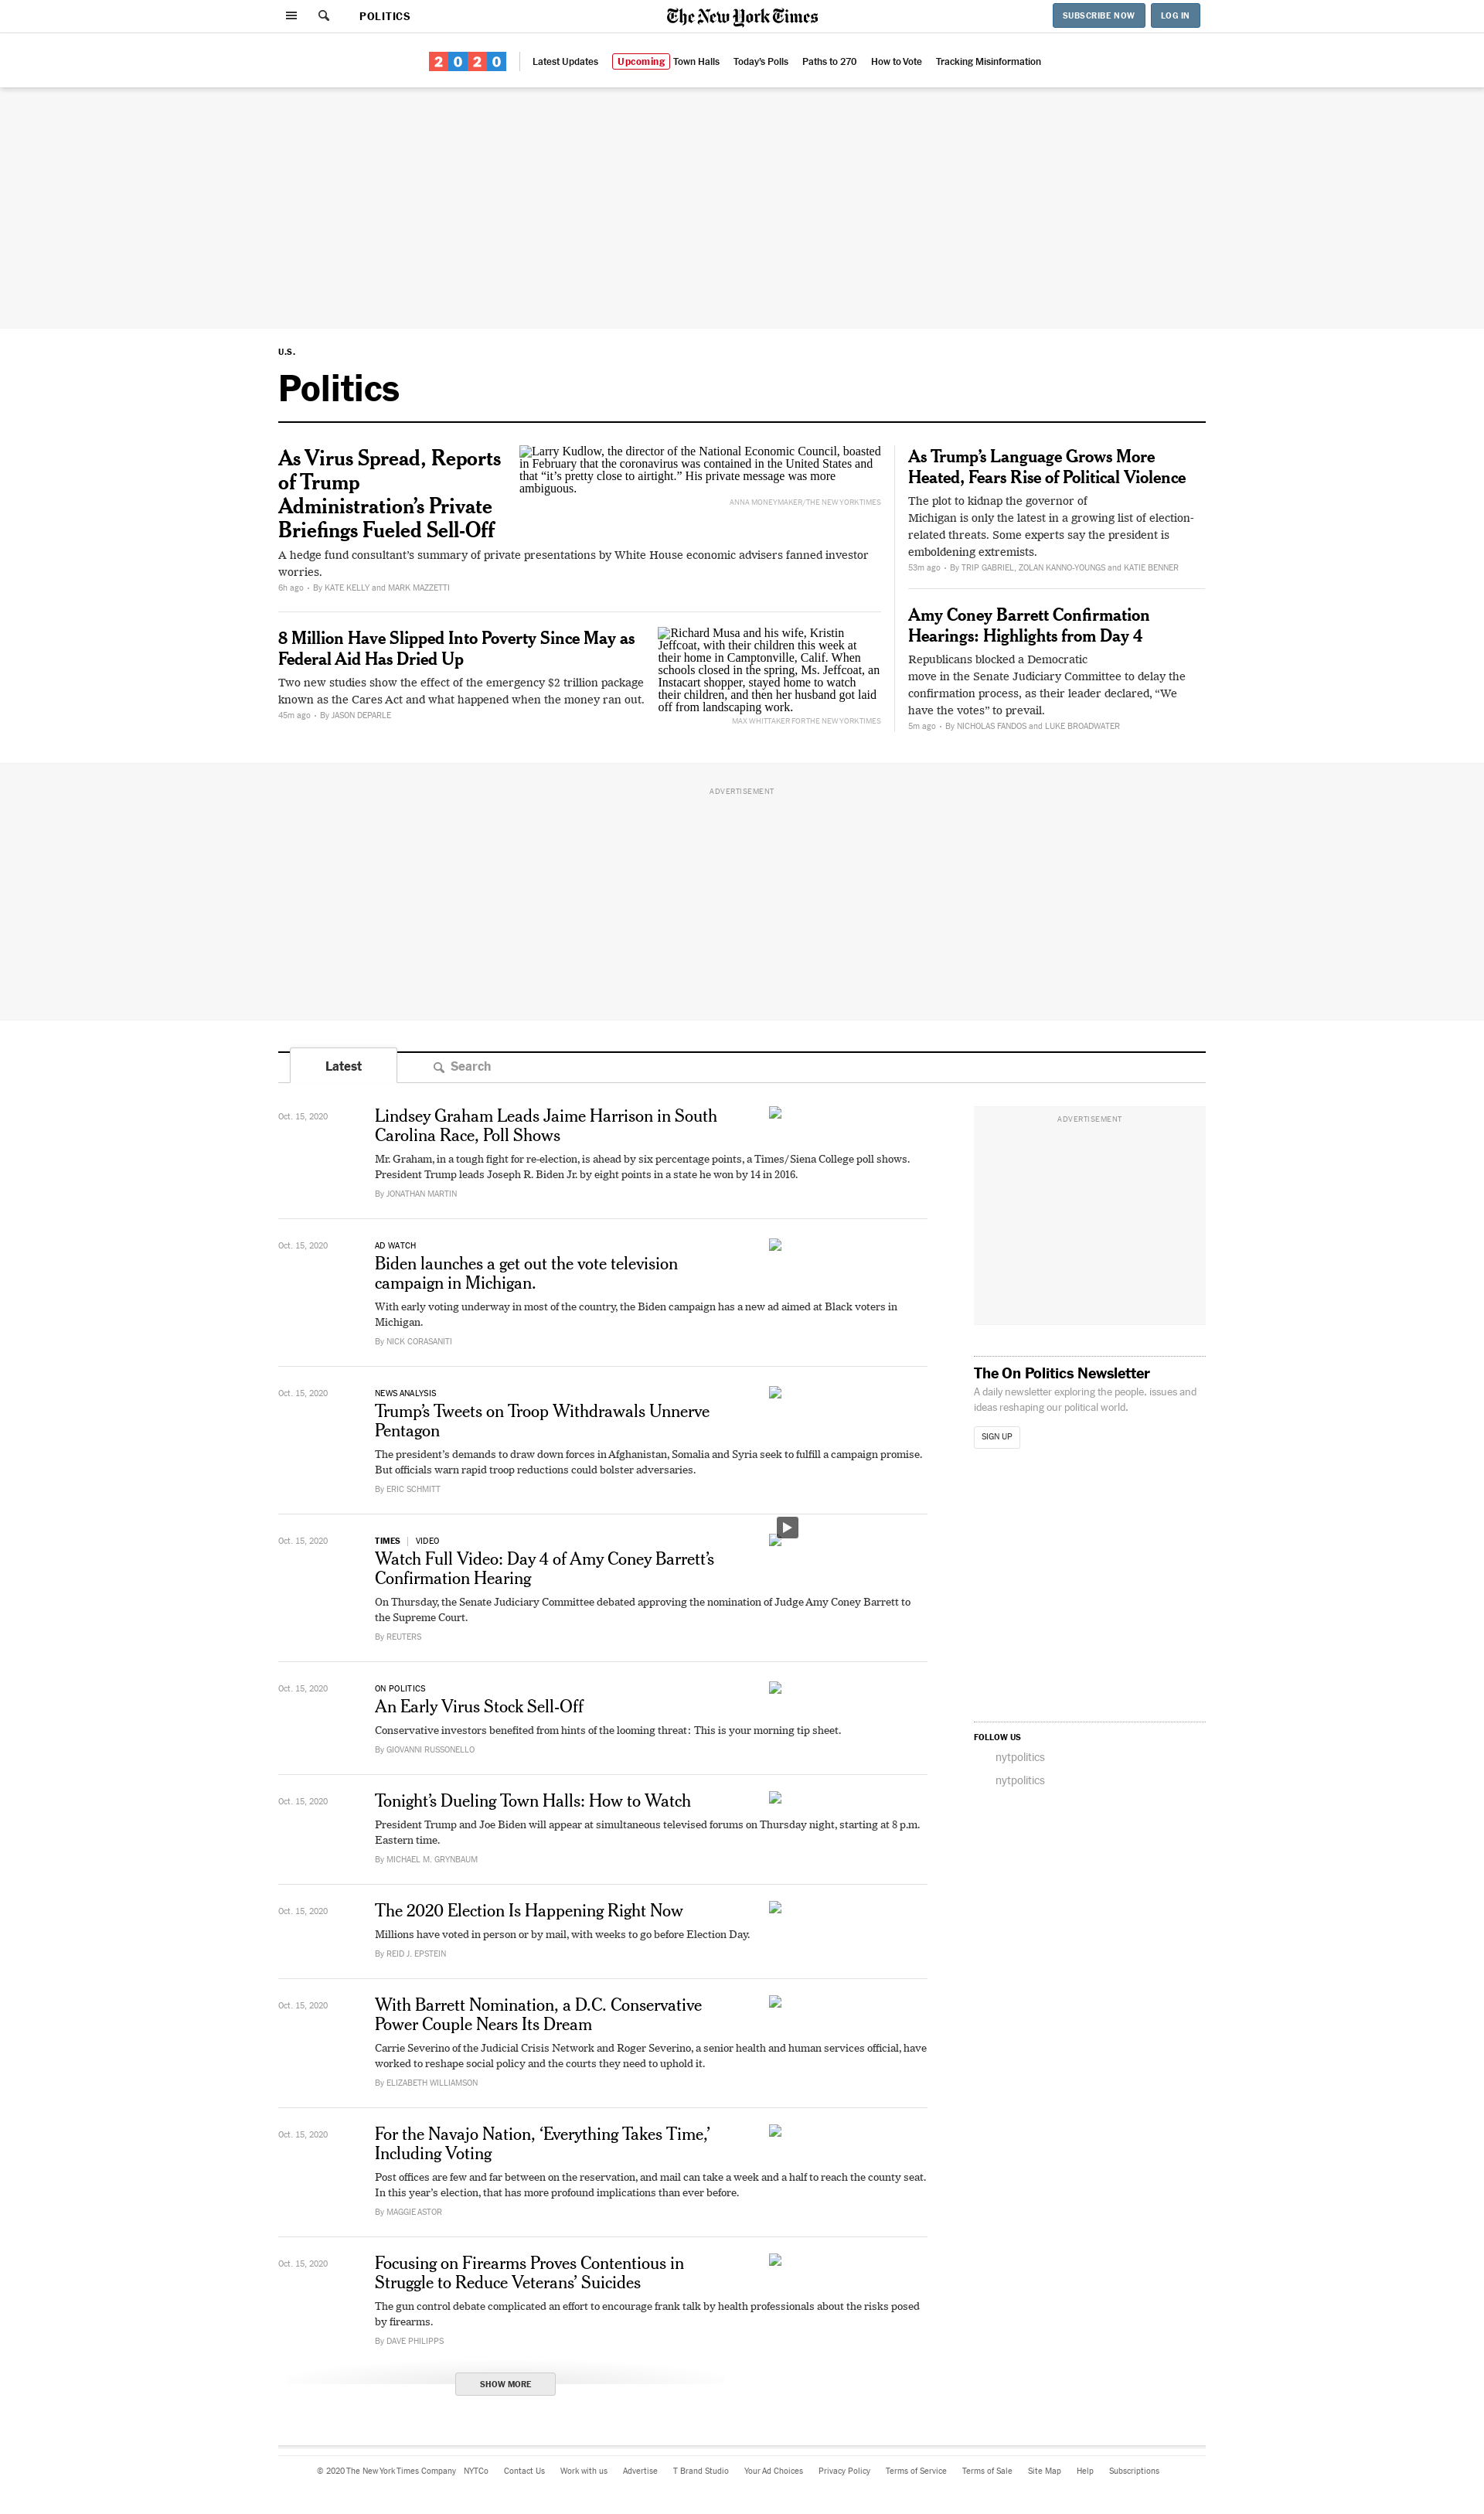 POLITICS
The New York Times
SUBSCRIBE NOW
LOG IN
2020
Latest Updates
Upcoming Town Halls
Today's Polls
Paths to 270
How to Vote
Tracking Misinformation
U.S.
Politics
As Virus Spread, Reports
of Trump
Administration's Private
Briefings Fueled Sell-Off
Larry Kudlow, the director of the National Economic Council, boasted
in February that the coronavirus was contained in the United States and
that “it's pretty close to airtight.” His private message was more
ambiguous.
ANNA MONEYMAKER/THE NEW YORK TIMES
A hedge fund consultant's summary of private presentations by White House economic advisers fanned investor
worries.
6h ago • By KATE KELLY and MARK MAZZETTI
8 Million Have Slipped Into Poverty Since May as
Federal Aid Has Dried Up
Two new studies show the effect of the emergency $2 trillion package
known as the Cares Act and what happened when the money ran out.
45m ago • By JASON DEPARLE
Richard Musa and his wife, Kristin
Jeffcoat, with their children this week at
their home in Camptonville, Calif. When
schools closed in the spring, Ms. Jeffcoat, an
Instacart shopper, stayed home to watch
their children, and then her husband got laid
off from landscaping work.
MAX WHITTAKER FOR THE NEW YORK TIMES
As Trump's Language Grows More
Heated, Fears Rise of Political Violence
The plot to kidnap the governor of
Michigan is only the latest in a growing list of election-
related threats. Some experts say the president is
emboldening extremists.
53m ago • By TRIP GABRIEL, ZOLAN KANNO-YOUNGS and KATIE BENNER
Amy Coney Barrett Confirmation
Hearings: Highlights from Day 4
Republicans blocked a Democratic
move in the Senate Judiciary Committee to delay the
confirmation process, as their leader declared, “We
have the votes” to prevail.
5m ago • By NICHOLAS FANDOS and LUKE BROADWATER
ADVERTISEMENT
Latest
Search
Oct. 15, 2020
Lindsey Graham Leads Jaime Harrison in South
Carolina Race, Poll Shows
Mr. Graham, in a tough fight for re-election, is ahead by six percentage points, a Times/Siena College poll shows.
President Trump leads Joseph R. Biden Jr. by eight points in a state he won by 14 in 2016.
By JONATHAN MARTIN
Oct. 15, 2020
AD WATCH
Biden launches a get out the vote television
campaign in Michigan.
With early voting underway in most of the country, the Biden campaign has a new ad aimed at Black voters in
Michigan.
By NICK CORASANITI
Oct. 15, 2020
NEWS ANALYSIS
Trump's Tweets on Troop Withdrawals Unnerve
Pentagon
The president's demands to draw down forces in Afghanistan, Somalia and Syria seek to fulfill a campaign promise.
But officials warn rapid troop reductions could bolster adversaries.
By ERIC SCHMITT
Oct. 15, 2020
TIMES | VIDEO
Watch Full Video: Day 4 of Amy Coney Barrett's
Confirmation Hearing
On Thursday, the Senate Judiciary Committee debated approving the nomination of Judge Amy Coney Barrett to
the Supreme Court.
By REUTERS
Oct. 15, 2020
ON POLITICS
An Early Virus Stock Sell-Off
Conservative investors benefited from hints of the looming threat: This is your morning tip sheet.
By GIOVANNI RUSSONELLO
Oct. 15, 2020
Tonight's Dueling Town Halls: How to Watch
President Trump and Joe Biden will appear at simultaneous televised forums on Thursday night, starting at 8 p.m.
Eastern time.
By MICHAEL M. GRYNBAUM
Oct. 15, 2020
The 2020 Election Is Happening Right Now
Millions have voted in person or by mail, with weeks to go before Election Day.
By REID J. EPSTEIN
Oct. 15, 2020
With Barrett Nomination, a D.C. Conservative
Power Couple Nears Its Dream
Carrie Severino of the Judicial Crisis Network and Roger Severino, a senior health and human services official, have
worked to reshape social policy and the courts they need to uphold it.
By ELIZABETH WILLIAMSON
Oct. 15, 2020
For the Navajo Nation, ‘Everything Takes Time,’
Including Voting
Post offices are few and far between on the reservation, and mail can take a week and a half to reach the county seat.
In this year's election, that has more profound implications than ever before.
By MAGGIE ASTOR
Oct. 15, 2020
Focusing on Firearms Proves Contentious in
Struggle to Reduce Veterans' Suicides
The gun control debate complicated an effort to encourage frank talk by health professionals about the risks posed
by firearms.
By DAVE PHILIPPS
SHOW MORE
ADVERTISEMENT
The On Politics Newsletter
A daily newsletter exploring the people, issues and
ideas reshaping our political world.
SIGN UP
FOLLOW US
nytpolitics
nytpolitics
© 2020 The New York Times Company
NYTCo
Contact Us
Work with us
Advertise
T Brand Studio
Your Ad Choices
Privacy Policy
Terms of Service
Terms of Sale
Site Map
Help
Subscriptions